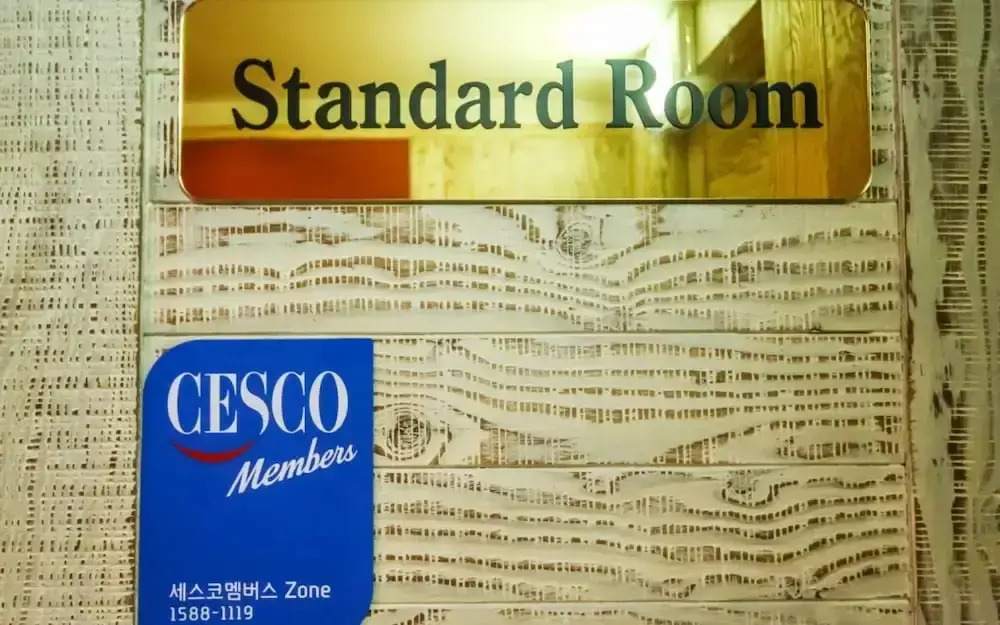 Standard Room
CESCO
Members
세스코멤버스 Zone
1588-1119